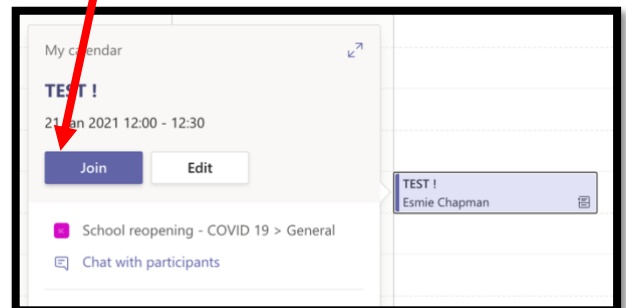 My calendar
TEST !
21 Jan 2021 12:00 - 12:30
Join
Edit
School reopening - COVID 19 > General
Chat with participants
TEST !
Esmie Chapman